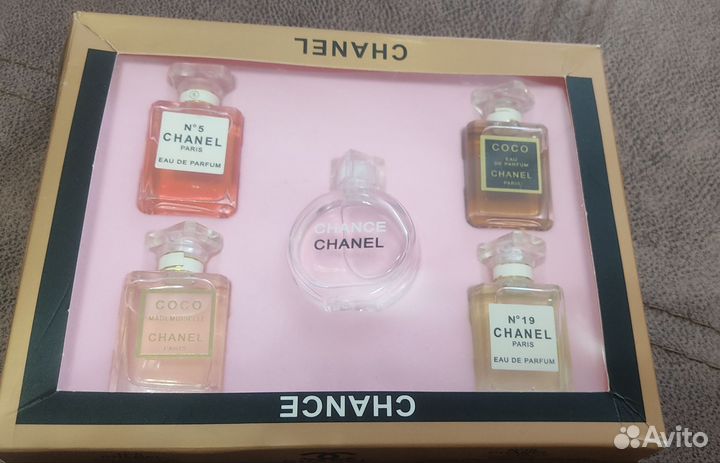 CHANEL
N°5
CHANEL
PARIS
EAU DE PARFUM
COCO
EAU
DE PARFUM
CHANEL
PARIS
CHANCE
CHANEL
COCO
MADEMOISELLE
CHANEL
PARIS
N°19
CHANEL
PARIS
EAU DE PARFUM
CHANCE
Avito